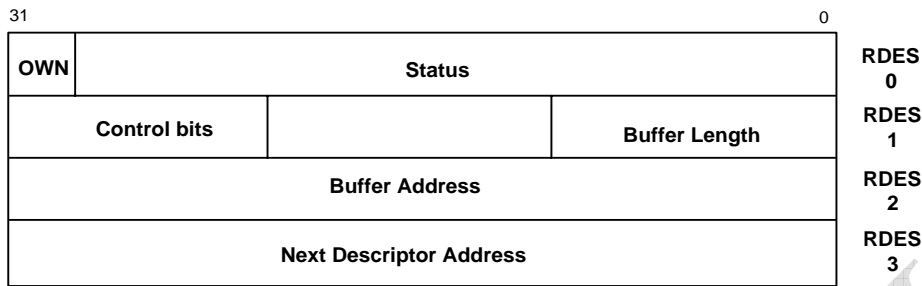 31 0
OWN Status RDES 0
Control bits Buffer Length RDES 1
Buffer Address RDES 2
Next Descriptor Address RDES 3